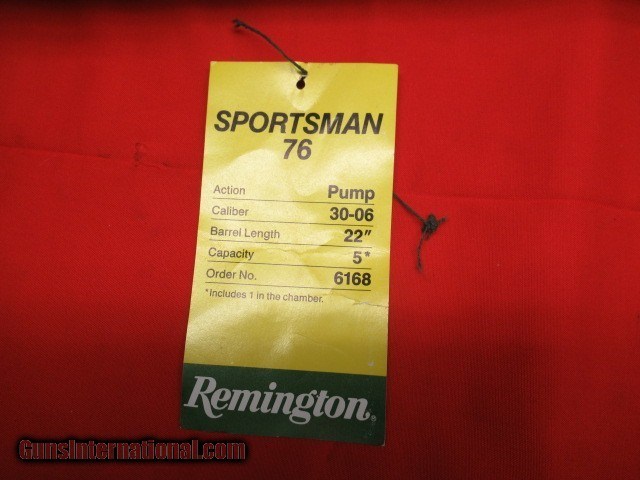 SPORTSMAN
76
Action Pump
Caliber 30-06
Barrel Length 22"
Capacity 5*
Order No. 6168
*Includes 1 in the chamber.
Remington®
GunsInternational.com